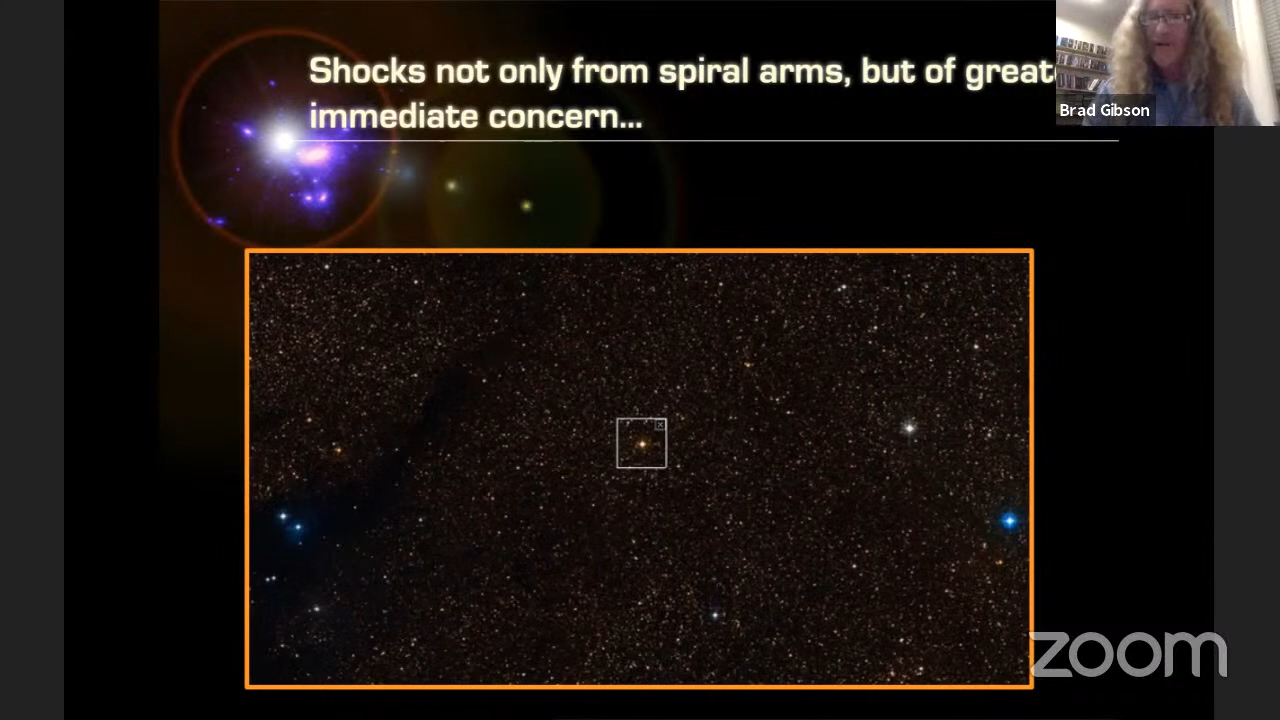 Shocks not only from spiral arms, but of great
immediate concern...
Brad Gibson
zoom